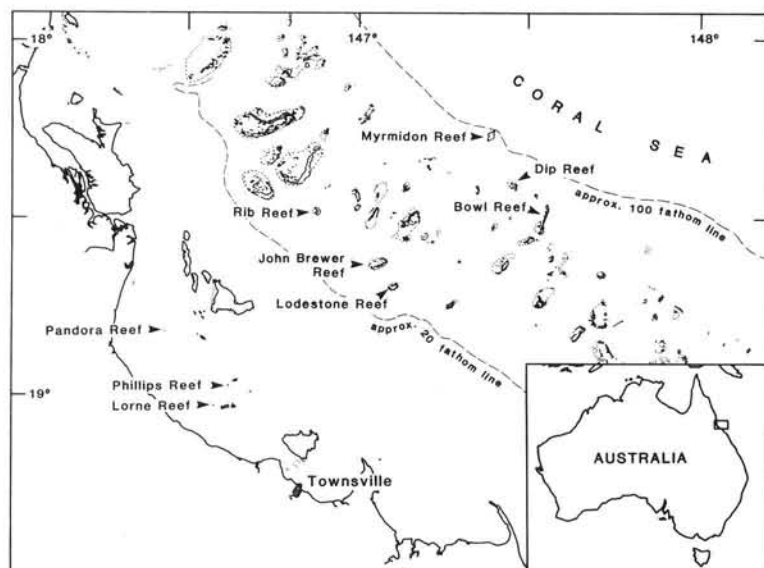 18°
147°
148°
CORAL SEA
Myrmidon Reef
Dip Reef
Rib Reef
Bowl Reef
approx. 100 fathom line
John Brewer
Reef
Lodestone Reef
Pandora Reef
approx. 20 fathom line
Phillips Reef
19°
Lorne Reef
AUSTRALIA
Townsville